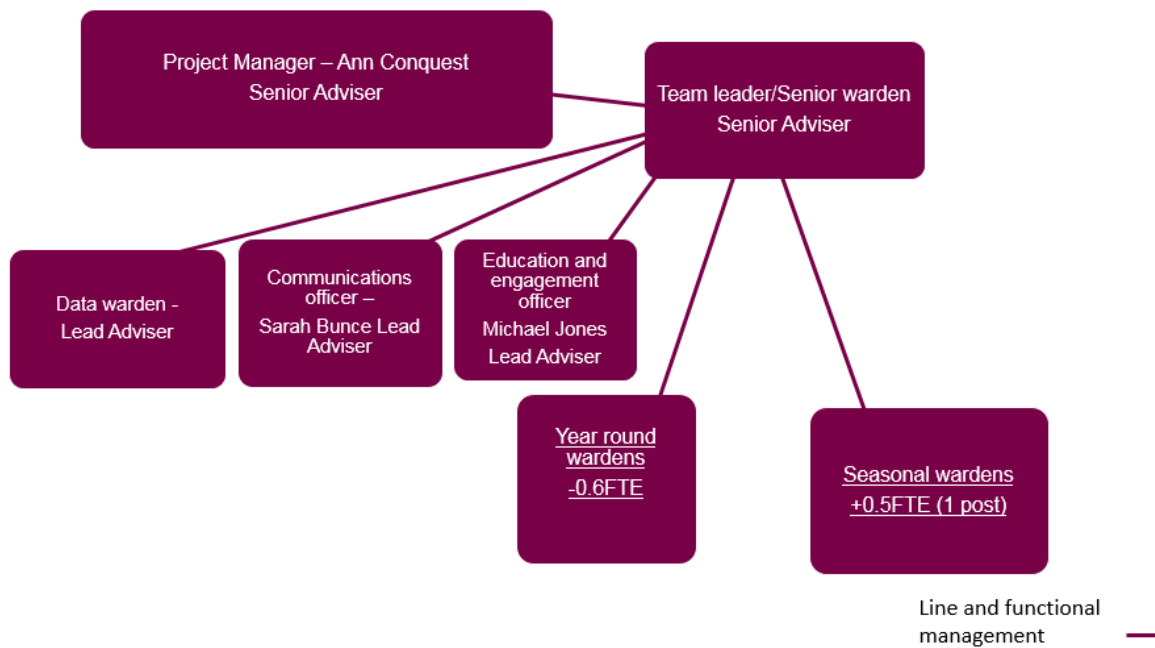 Project Manager – Ann Conquest
Senior Adviser
Team leader/Senior warden
Senior Adviser
Data warden -
Lead Adviser
Communications
officer –
Sarah Bunce Lead
Adviser
Education and
engagement
officer
Michael Jones
Lead Adviser
Year round
wardens
-0.6FTE
Seasonal wardens
+0.5FTE (1 post)
Line and functional
management